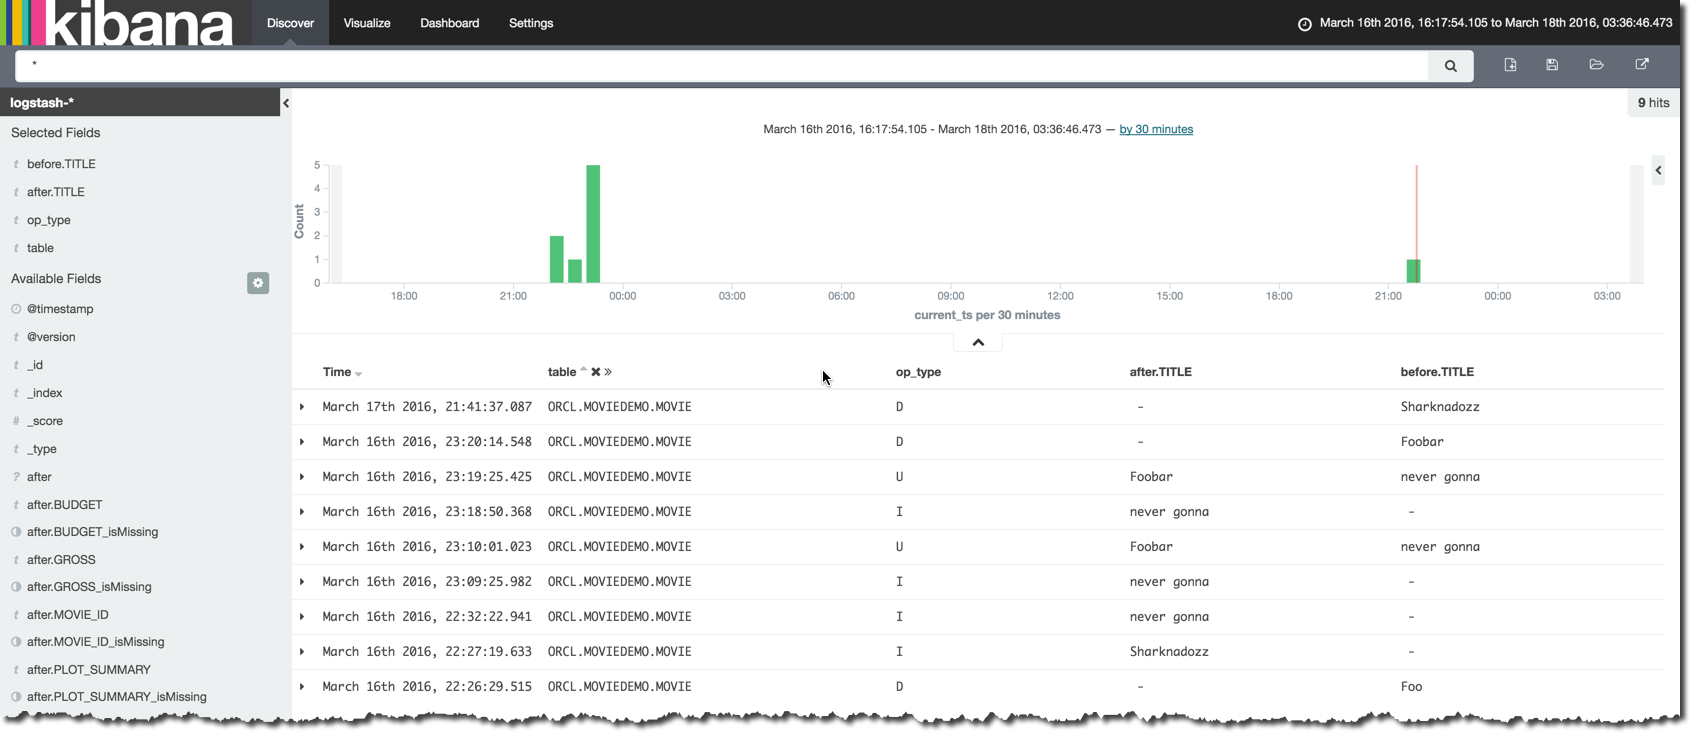 kibana Discover Visualize Dashboard Settings March 16th 2016, 16:17:54.105 to March 18th 2016, 03:36:46.473
*
logstash-*
9 hits
Selected Fields
before.TITLE
after.TITLE
op_type
table
Available Fields
@timestamp
@version
_id
_index
_score
_type
after
after.BUDGET
after.BUDGET_isMissing
after.GROSS
after.GROSS_isMissing
after.MOVIE_ID
after.MOVIE_ID_isMissing
after.PLOT_SUMMARY
after.PLOT_SUMMARY_isMissing
March 16th 2016, 16:17:54.105 - March 18th 2016, 03:36:46.473 — by 30 minutes
Count
5
4
3
2
1
0
18:00 21:00 00:00 03:00 06:00 09:00 12:00 15:00 18:00 21:00 00:00 03:00
current_ts per 30 minutes
Time table op_type after.TITLE before.TITLE
March 17th 2016, 21:41:37.087 ORCL.MOVIEDEMO.MOVIE D - Sharknadozz
March 16th 2016, 23:20:14.548 ORCL.MOVIEDEMO.MOVIE D - Foobar
March 16th 2016, 23:19:25.425 ORCL.MOVIEDEMO.MOVIE U Foobar never gonna
March 16th 2016, 23:18:50.368 ORCL.MOVIEDEMO.MOVIE I never gonna -
March 16th 2016, 23:10:01.023 ORCL.MOVIEDEMO.MOVIE U Foobar never gonna
March 16th 2016, 23:09:25.982 ORCL.MOVIEDEMO.MOVIE I never gonna -
March 16th 2016, 22:32:22.941 ORCL.MOVIEDEMO.MOVIE I never gonna -
March 16th 2016, 22:27:19.633 ORCL.MOVIEDEMO.MOVIE I Sharknadozz -
March 16th 2016, 22:26:29.515 ORCL.MOVIEDEMO.MOVIE D - Foo